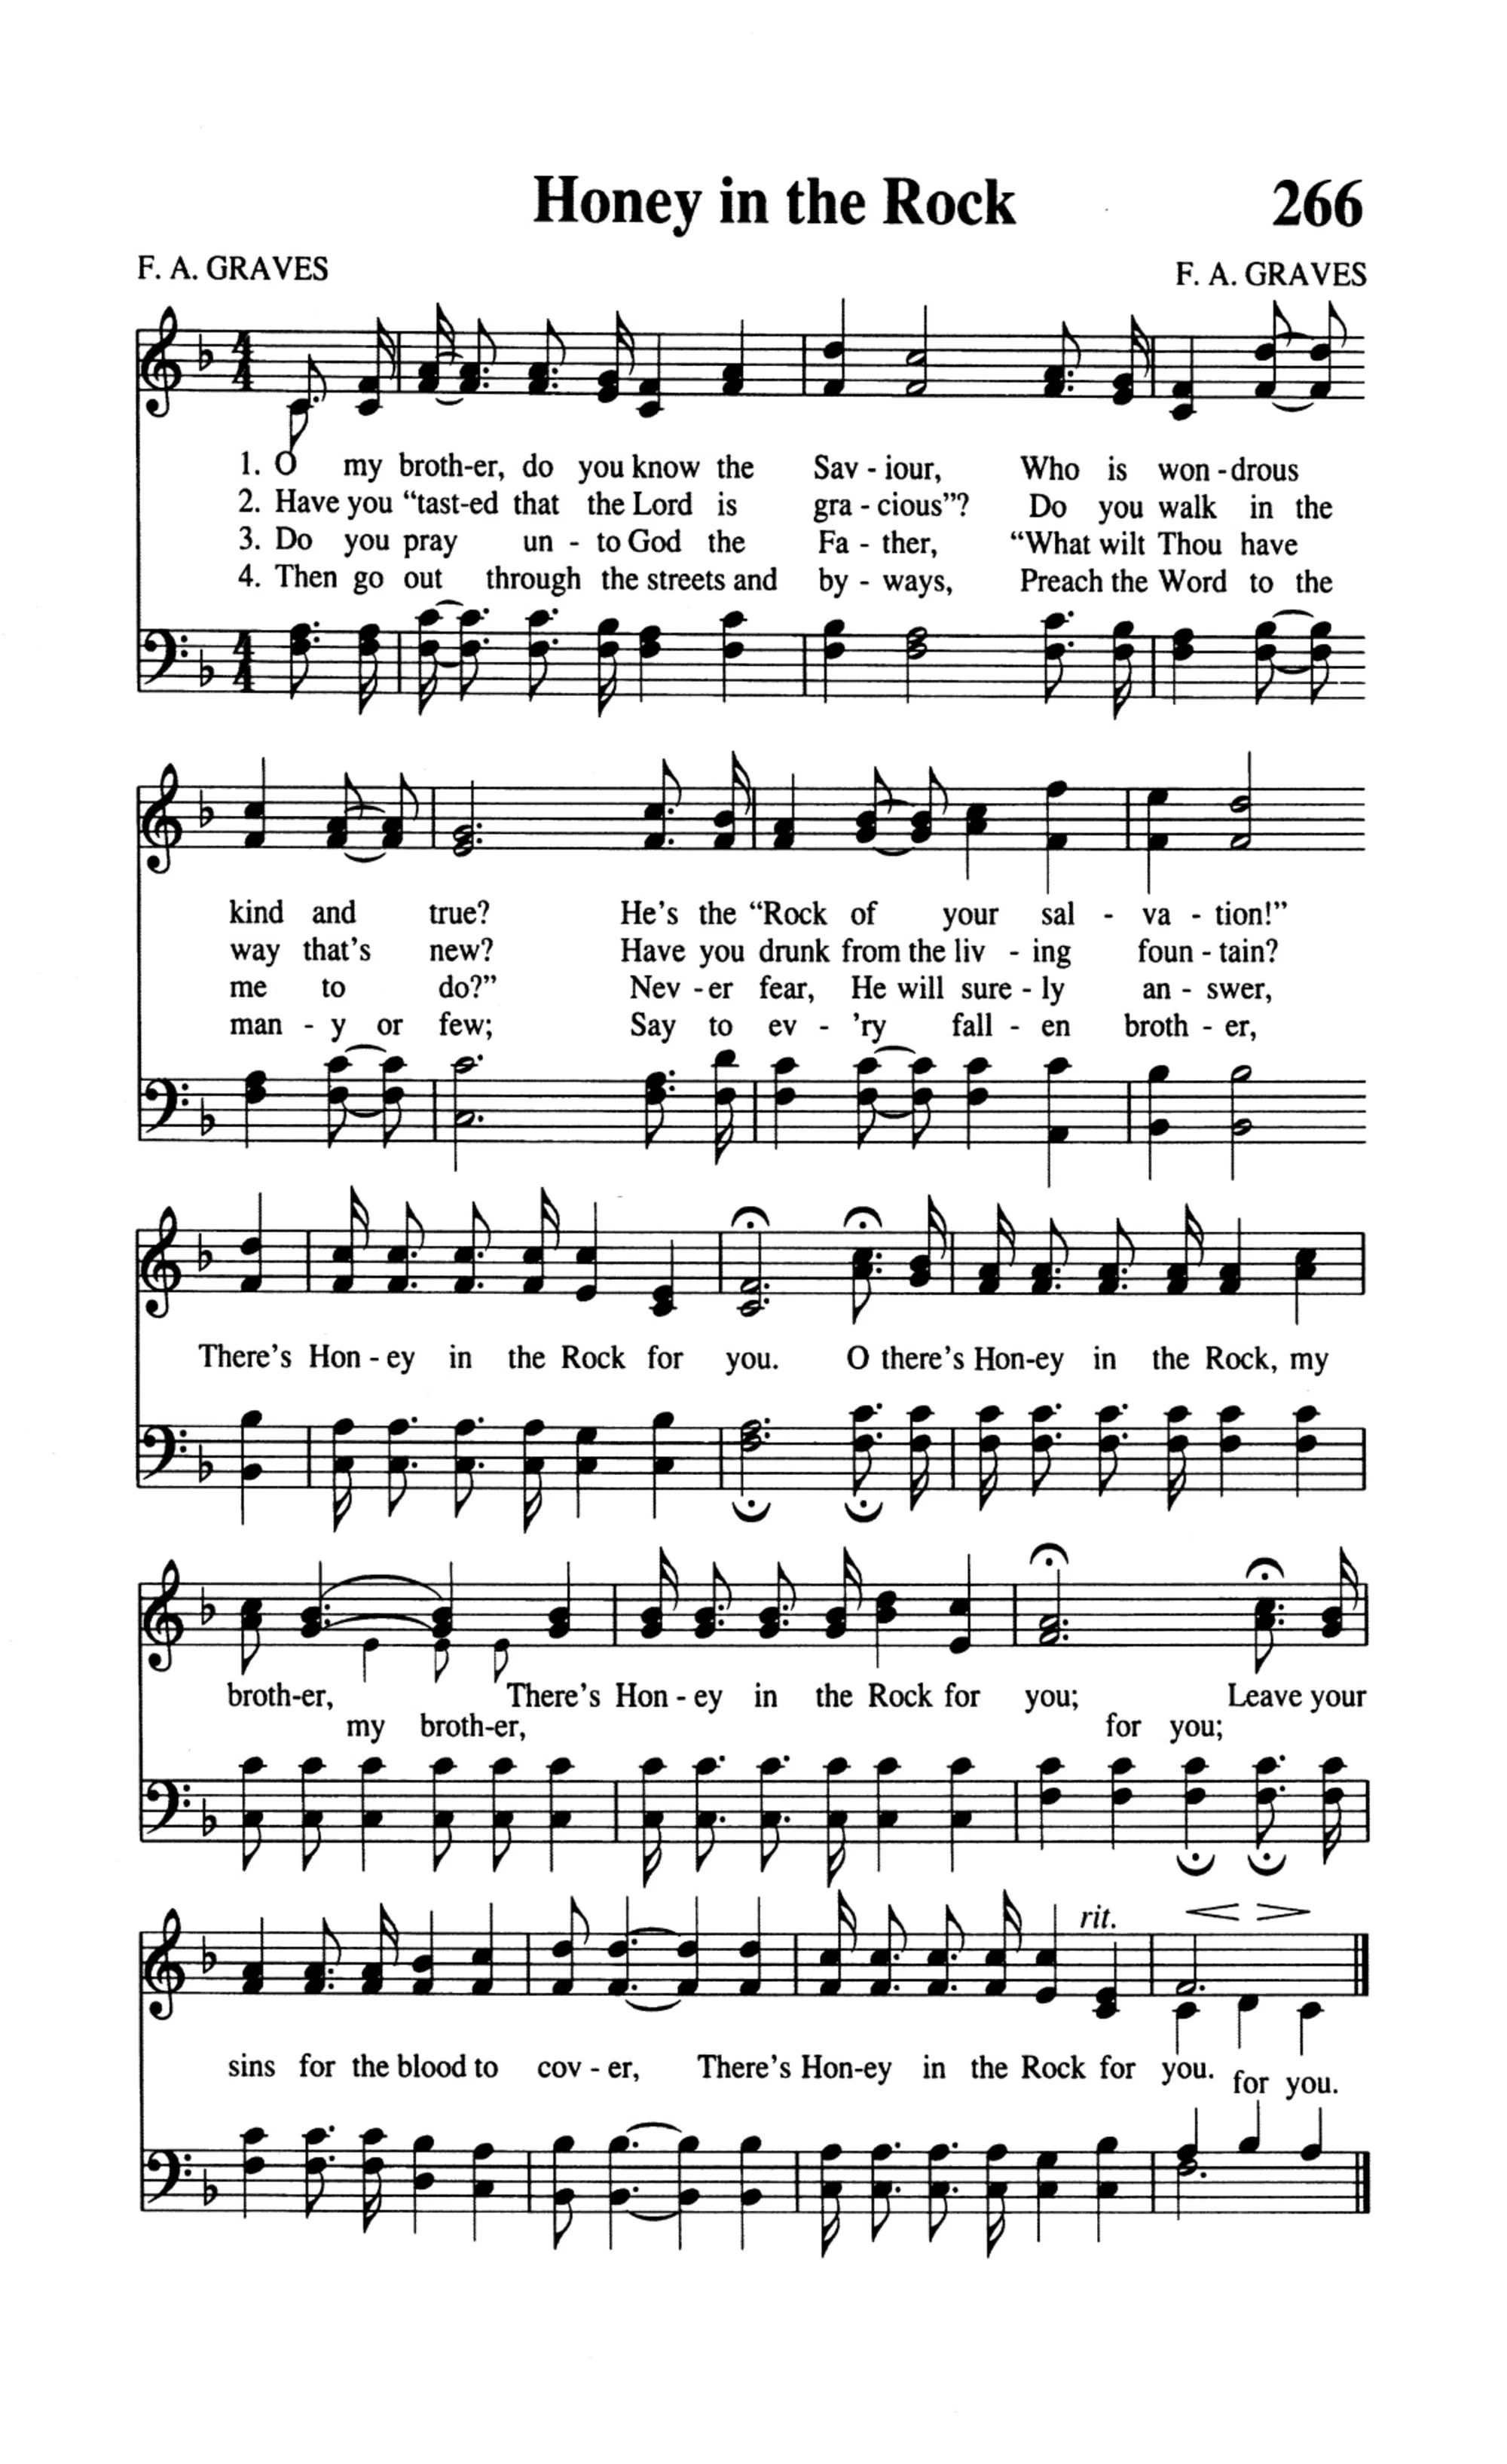 Honey in the Rock 266
F. A. GRAVES F. A. GRAVES
1. O my broth-er, do you know the Sav - iour, Who is won - drous
2. Have you “tast-ed that the Lord is gra - cious”? Do you walk in the
3. Do you pray un - to God the Fa - ther, “What wilt Thou have
4. Then go out through the streets and by - ways, Preach the Word to the
kind and true? He's the “Rock of your sal - va - tion!”
way that's new? Have you drunk from the liv - ing foun - tain?
me to do?” Nev - er fear, He will sure - ly an - swer,
man - y or few; Say to ev - 'ry fall - en broth - er,
There's Hon - ey in the Rock for you. O there's Hon-ey in the Rock, my
broth-er, There's Hon - ey in the Rock for you; Leave your
my broth-er, for you;
rit.
sins for the blood to cov - er, There's Hon-ey in the Rock for you.
for you.